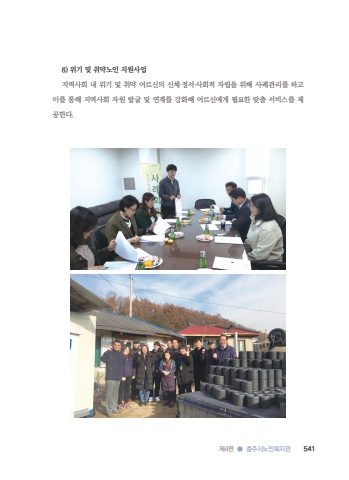 8) 위기 및 취약노인 지원사업
지역사회 내 위기 및 취약 어르신의 신체·정서·사회적 자립을 위해 사례관리를 하고
이를 통해 지역사회 자원 발굴 및 연계를 강화해 어르신에게 필요한 맞춤 서비스를 제
공한다.
사례
제4편 ● 충주시노인복지관 541